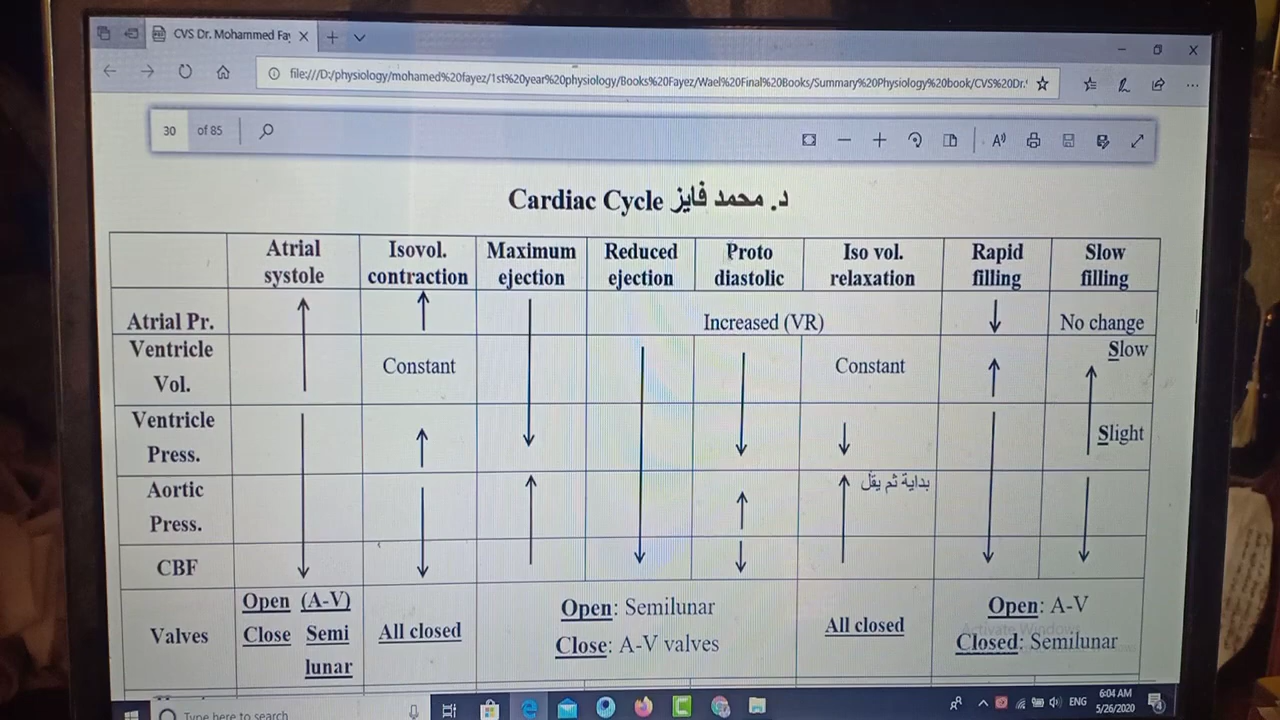 CVS Dr. Mohammed Fa
file:///D:/physiology/mohamed%20fayez/1st%20year%20physiology/Books%20Fayez/Wael%20Final%20Books/Summary%20Physiology%20book/CVS%20Dr.
30 of 85
Cardiac Cycle د. محمد فايز
Atrial systole Isovol. contraction Maximum ejection Reduced ejection Proto diastolic Iso vol. relaxation Rapid filling Slow filling
Atrial Pr. Increased (VR) No change
Ventricle Vol. Constant Constant Slow
Ventricle Press. Slight
Aortic Press. بداية ثم يقل
CBF
Valves Open (A-V) Close Semi lunar All closed Open: Semilunar Close: A-V valves All closed Open: A-V Closed: Semilunar
Activate Windows
Type here to search
ENG
6:04 AM
5/26/2020